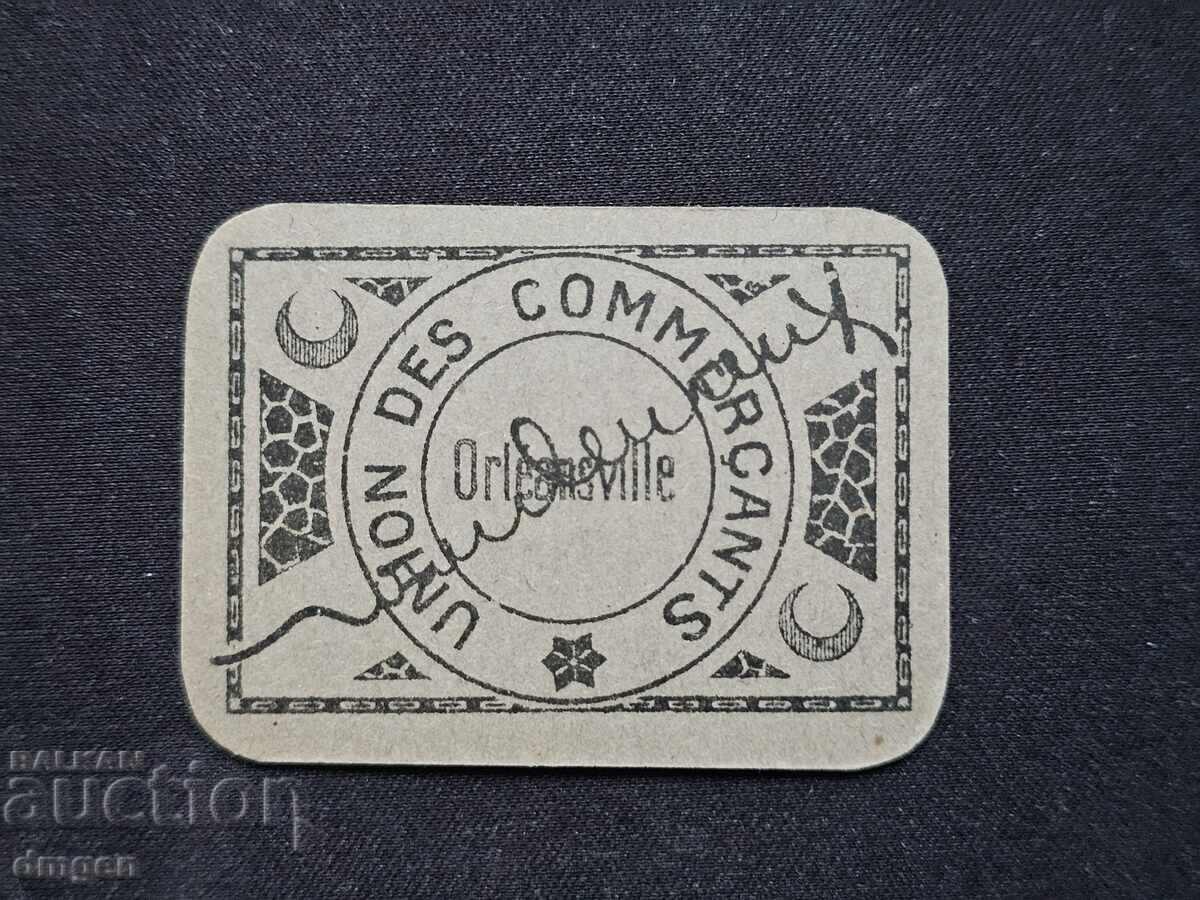 UNION DES COMMERÇANTS
Orléansville
BALKAN
auction
dmgen